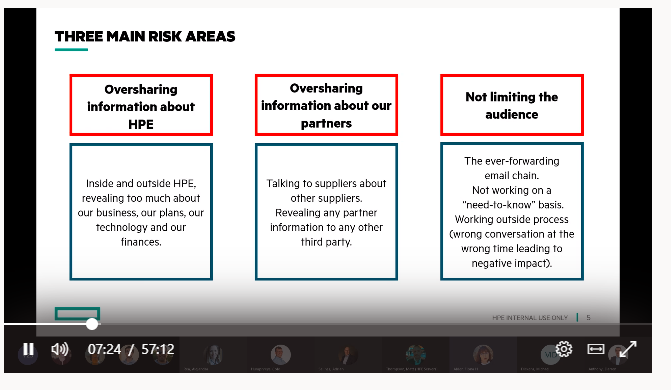 THREE MAIN RISK AREAS
Oversharing
information about
HPE
Oversharing
information about our
partners
Not limiting the
audience
Inside and outside HPE,
revealing too much about
our business, our plans, our
technology and our
finances.
Talking to suppliers about
other suppliers.
Revealing any partner
information to any other
third party.
The ever-forwarding
email chain.
Not working on a
"need-to-know" basis.
Working outside process
(wrong conversation at the
wrong time leading to
negative impact).
HPE INTERNAL USE ONLY 5
07:24 / 57:12